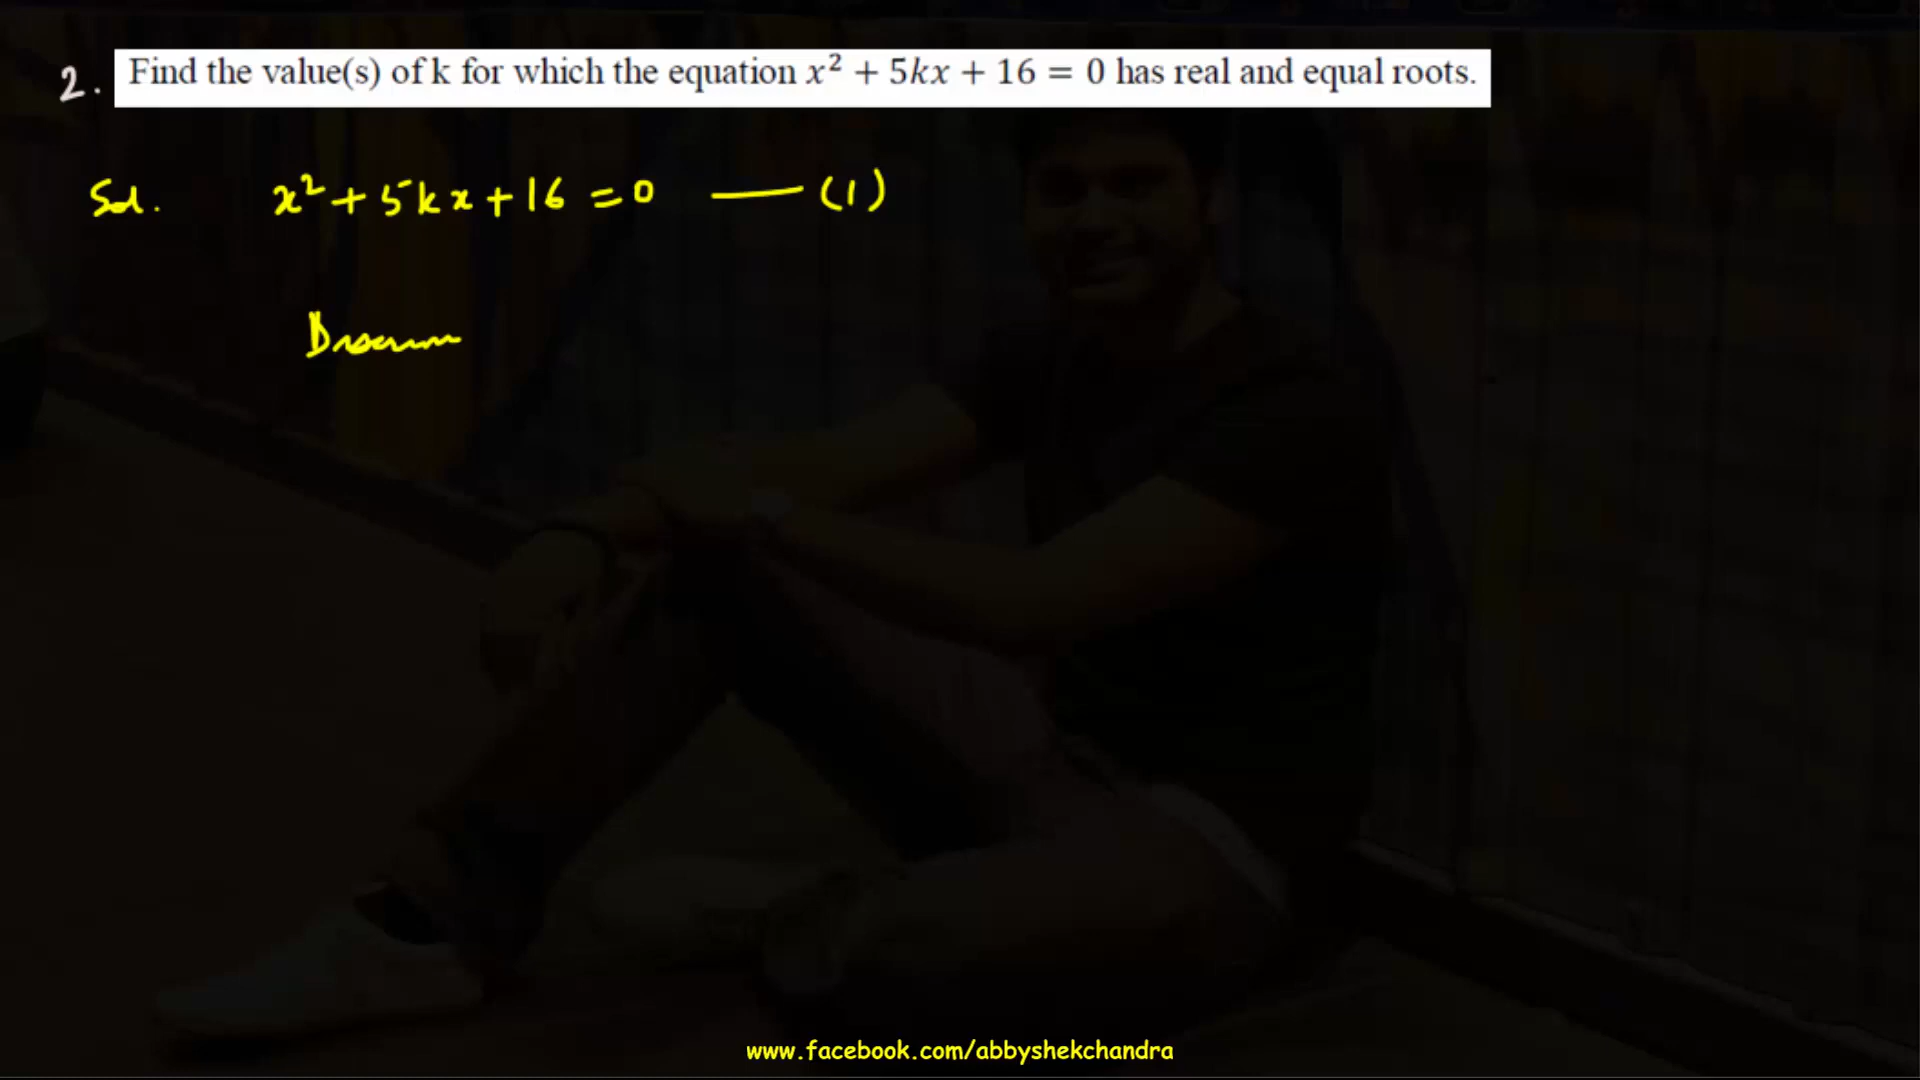 2. Find the value(s) of k for which the equation x² + 5kx + 16 = 0 has real and equal roots.
Sol. x² + 5kx + 16 = 0 — (1)
www.facebook.com/abbyshekchandra